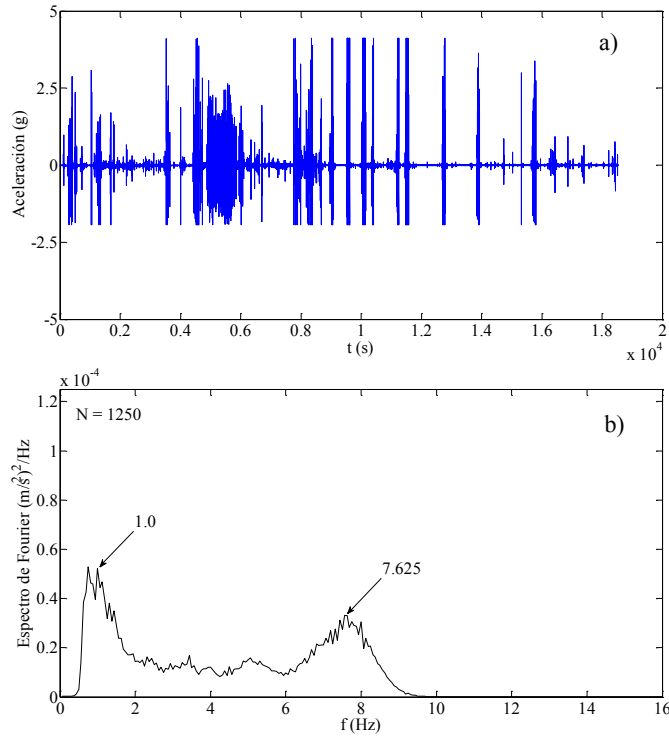 a)
Aceleración (g)
5
2.5
0
-2.5
-5
0 0.2 0.4 0.6 0.8 1 1.2 1.4 1.6 1.8 2
t (s)
x 10^4
x 10^-4
N = 1250
b)
Espectro de Fourier (m/s^2)^2/Hz
1.2
1
0.8
0.6
0.4
0.2
0
1.0
7.625
0 2 4 6 8 10 12 14 16
f (Hz)